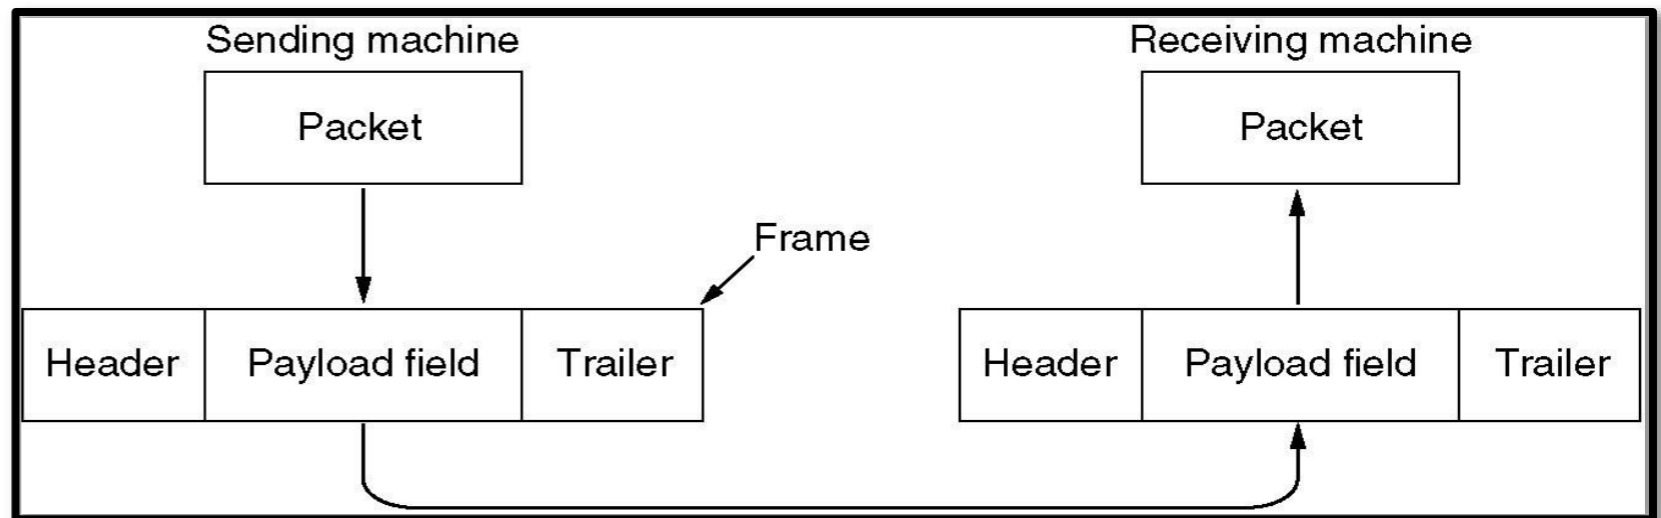 Sending machine
Receiving machine
Packet
Packet
Frame
Header
Payload field
Trailer
Header
Payload field
Trailer